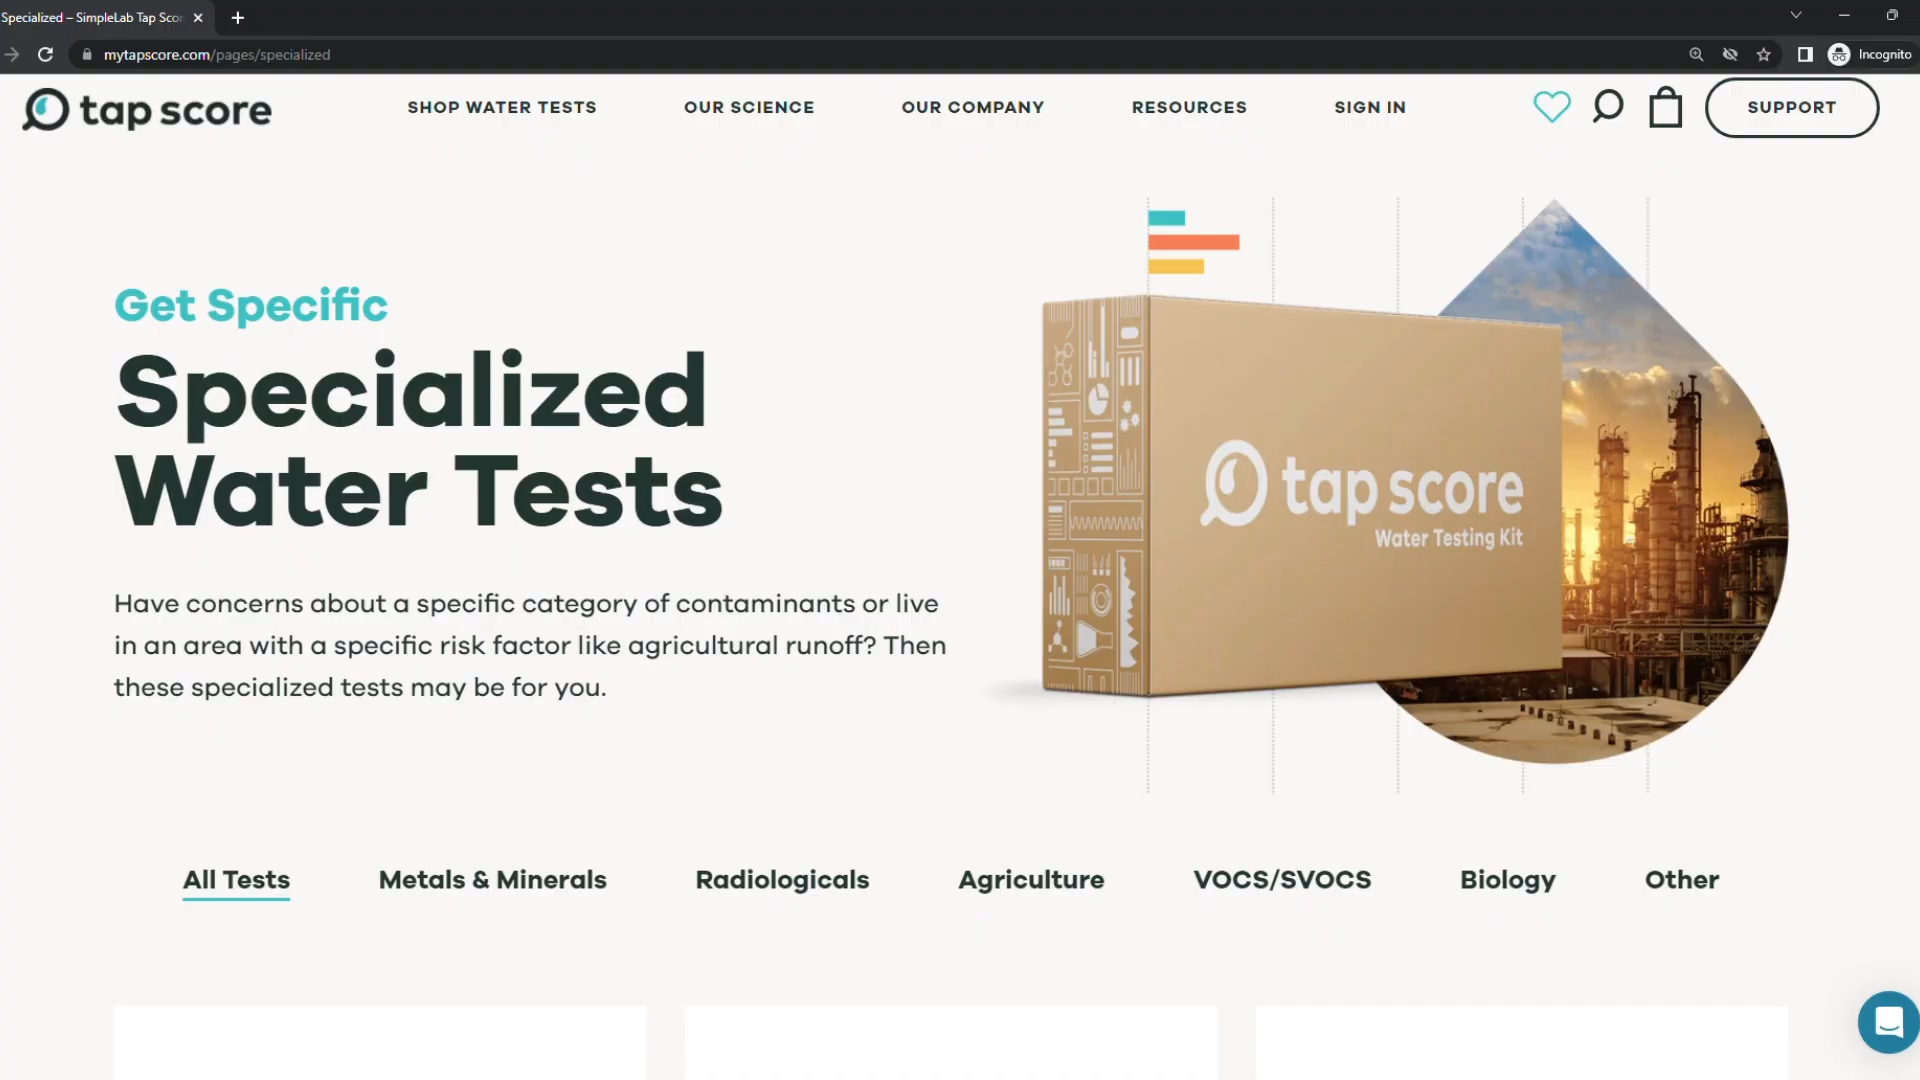 Specialized – SimpleLab Tap Scor
mytapscore.com/pages/specialized
Incognito
tap score
SHOP WATER TESTS
OUR SCIENCE
OUR COMPANY
RESOURCES
SIGN IN
SUPPORT
Get Specific
Specialized
Water Tests
Have concerns about a specific category of contaminants or live
in an area with a specific risk factor like agricultural runoff? Then
these specialized tests may be for you.
tap score
Water Testing Kit
All Tests
Metals & Minerals
Radiologicals
Agriculture
VOCS/SVOCS
Biology
Other